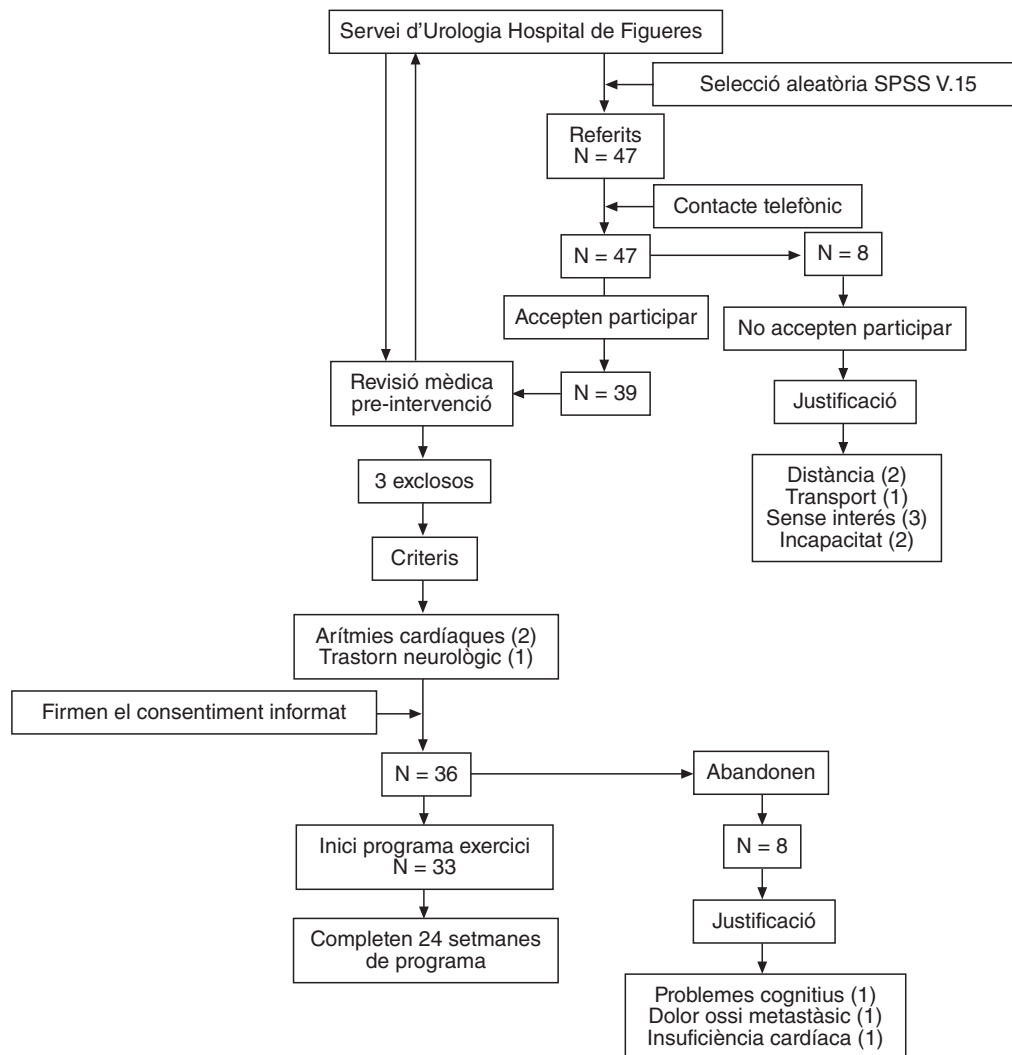 Servei d’Urologia Hospital de Figueres
Selecció aleatòria SPSS V.15
Referits
N = 47
Contacte telefònic
N = 47
N = 8
Accepten participar
No accepten participar
Revisió mèdica
pre-intervenció
N = 39
Justificació
3 exclosos
Distància (2)
Transport (1)
Sense interés (3)
Incapacitat (2)
Criteris
Arítmies cardíaques (2)
Trastorn neurològic (1)
Firmen el consentiment informat
N = 36
Abandonen
Inici programa exercici
N = 33
N = 8
Completen 24 setmanes
de programa
Justificació
Problemes cognitius (1)
Dolor ossi metastàsic (1)
Insuficiència cardíaca (1)